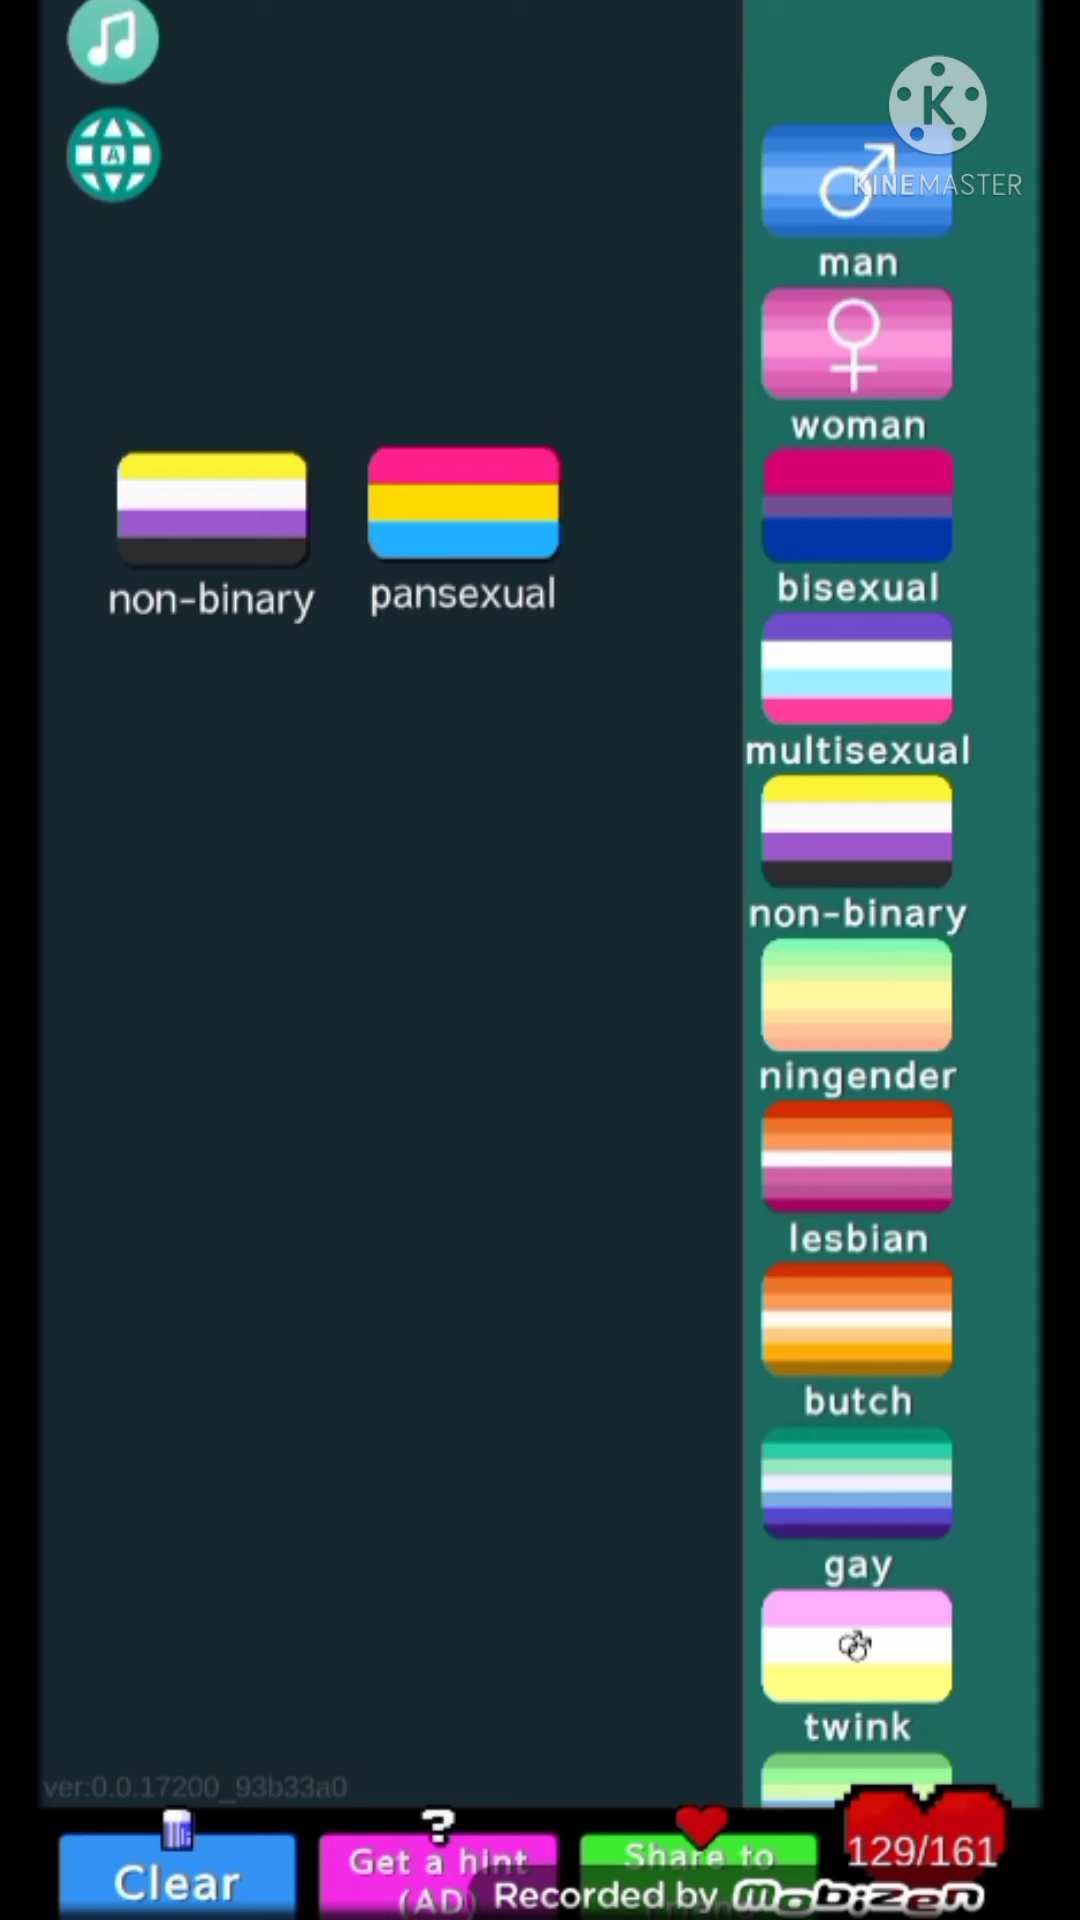 A
K
KINEMASTER
man
woman
non-binary
pansexual
bisexual
multisexual
non-binary
ningender
lesbian
butch
gay
twink
ver:0.0.17200_93b33a0
Clear
?
Get a hint
(AD)
Share to
129/161
Recorded by Mobizen